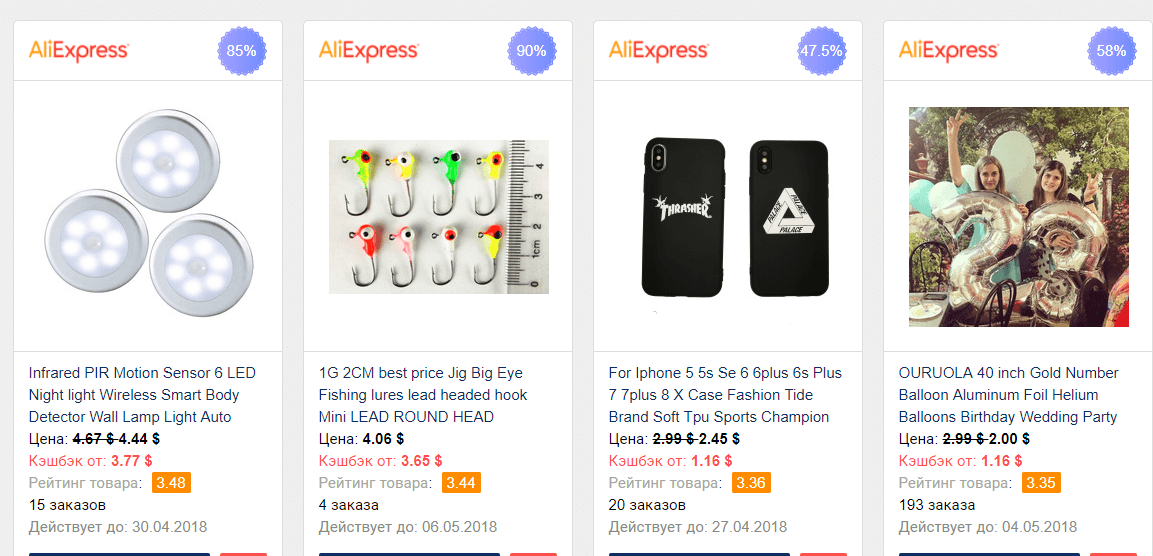 AliExpress 85%
Infrared PIR Motion Sensor 6 LED
Night light Wireless Smart Body
Detector Wall Lamp Light Auto
Цена: 4.67 $ 4.44 $
Кэшбэк от: 3.77 $
Рейтинг товара: 3.48
15 заказов
Действует до: 30.04.2018
AliExpress 90%
4
3
2
1cm
0
1G 2CM best price Jig Big Eye
Fishing lures lead headed hook
Mini LEAD ROUND HEAD
Цена: 4.06 $
Кэшбэк от: 3.65 $
Рейтинг товара: 3.44
4 заказа
Действует до: 06.05.2018
AliExpress 47.5%
THRASHER
PALACE
PALACE
PALACE
For Iphone 5 5s Se 6 6plus 6s Plus
7 7plus 8 X Case Fashion Tide
Brand Soft Tpu Sports Champion
Цена: 2.99 $ 2.45 $
Кэшбэк от: 1.16 $
Рейтинг товара: 3.36
20 заказов
Действует до: 27.04.2018
AliExpress 58%
OURUOLA 40 inch Gold Number
Balloon Aluminum Foil Helium
Balloons Birthday Wedding Party
Цена: 2.99 $ 2.00 $
Кэшбэк от: 1.16 $
Рейтинг товара: 3.35
193 заказа
Действует до: 04.05.2018